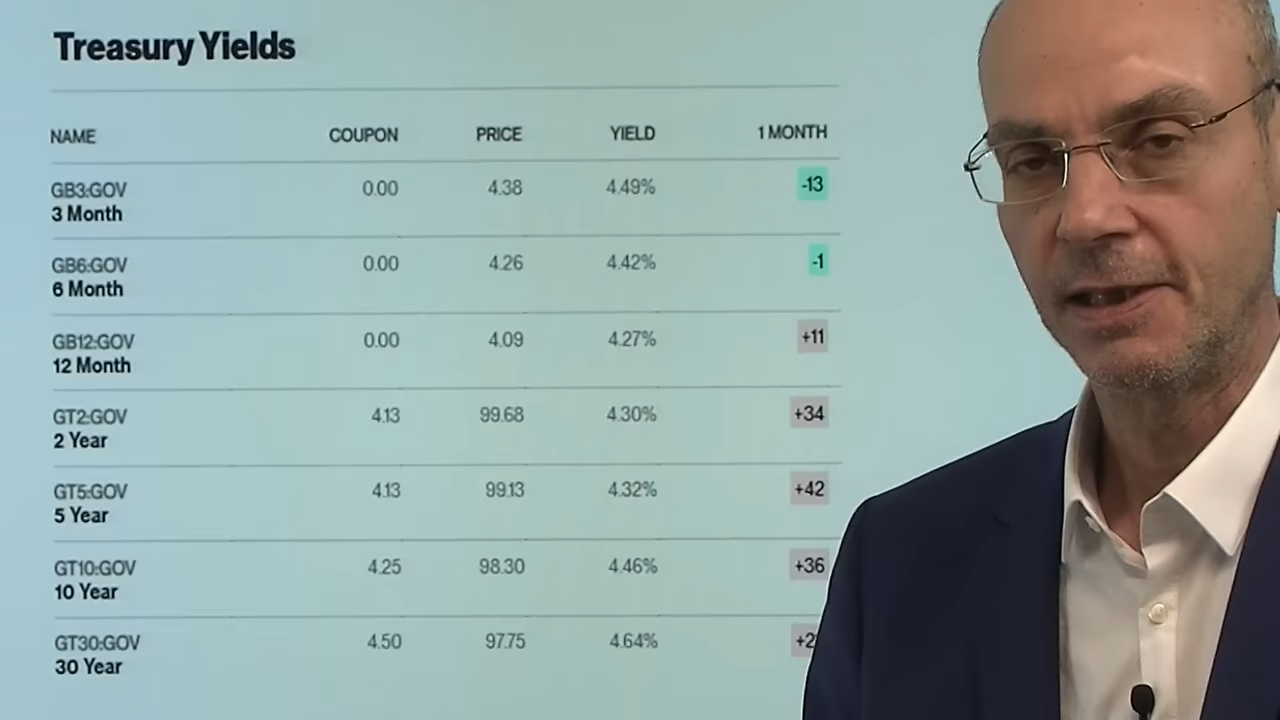 Treasury Yields
NAME COUPON PRICE YIELD 1 MONTH
GB3:GOV 0.00 4.38 4.49% -13
3 Month
GB6:GOV 0.00 4.26 4.42% -1
6 Month
GB12:GOV 0.00 4.09 4.27% +11
12 Month
GT2:GOV 4.13 99.68 4.30% +34
2 Year
GT5:GOV 4.13 99.13 4.32% +42
5 Year
GT10:GOV 4.25 98.30 4.46% +36
10 Year
GT30:GOV 4.50 97.75 4.64%
30 Year